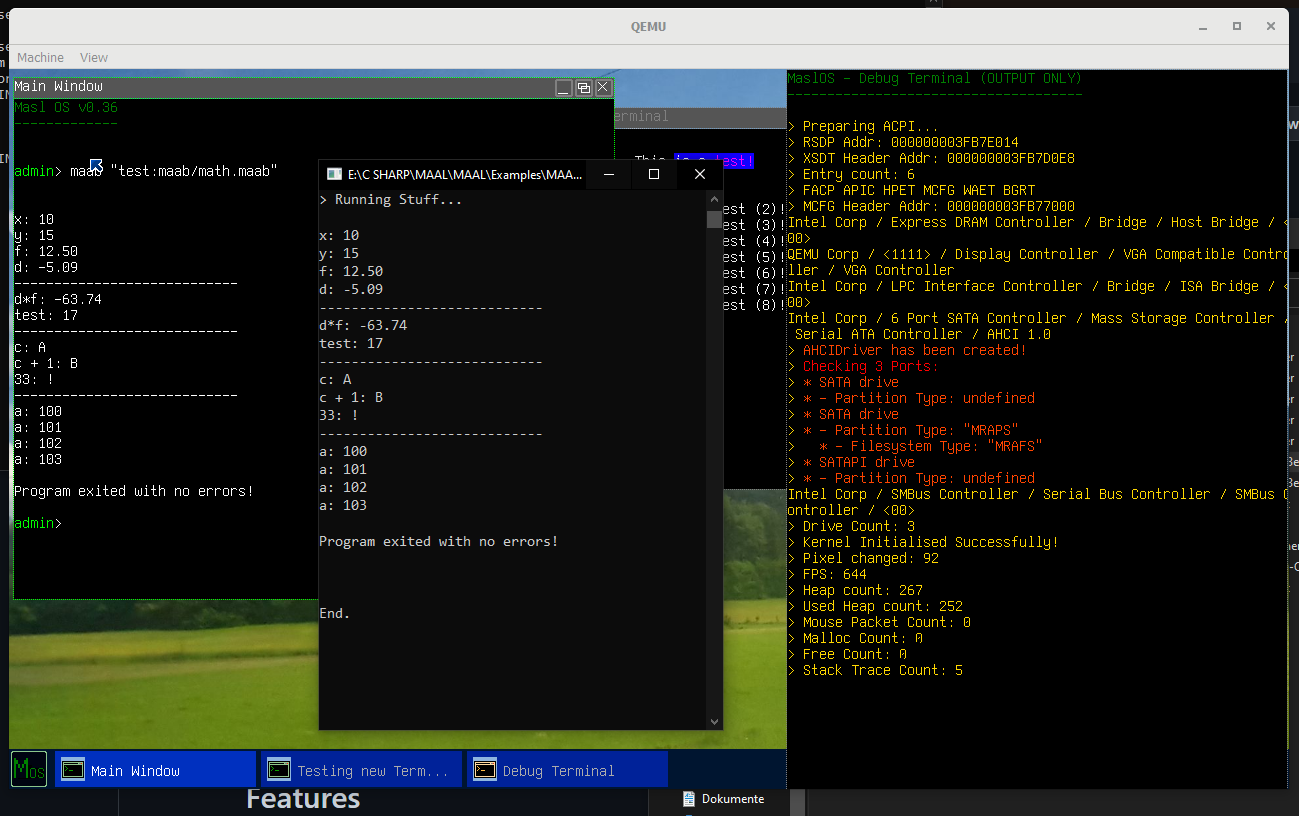 QEMU
Machine View
Main Window
Masl OS v0.36
-------------
admin> maab "test:maab/math.maab"
x: 10
y: 15
f: 12.50
d: -5.09
----------------------------
d*f: -63.74
test: 17
----------------------------
c: A
c + 1: B
33: !
----------------------------
a: 100
a: 101
a: 102
a: 103
Program exited with no errors!
admin>
erminal
This is a test!
est (2)!
est (3)!
est (4)!
est (5)!
est (6)!
est (7)!
est (8)!
E:\C SHARP\MAAL\MAAL\Examples\MAA...
> Running Stuff...
x: 10
y: 15
f: 12.50
d: -5.09
----------------------------
d*f: -63.74
test: 17
----------------------------
c: A
c + 1: B
33: !
----------------------------
a: 100
a: 101
a: 102
a: 103
Program exited with no errors!
End.
MaslOS - Debug Terminal (OUTPUT ONLY)
-------------------------------------
> Preparing ACPI...
> RSDP Addr: 000000003FB7E014
> XSDT Header Addr: 000000003FB7D0E8
> Entry count: 6
> FACP APIC HPET MCFG WAET BGRT
> MCFG Header Addr: 000000003FB77000
Intel Corp / Express DRAM Controller / Bridge / Host Bridge / <
00>
QEMU Corp / <1111> / Display Controller / VGA Compatible Contro
ller / VGA Controller
Intel Corp / LPC Interface Controller / Bridge / ISA Bridge / <
00>
Intel Corp / 6 Port SATA Controller / Mass Storage Controller /
Serial ATA Controller / AHCI 1.0
> AHCIDriver has been created!
> Checking 3 Ports:
> * SATA drive
> * - Partition Type: undefined
> * SATA drive
> * - Partition Type: "MRAPS"
> * - Filesystem Type: "MRAFS"
> * SATAPI drive
> * - Partition Type: undefined
Intel Corp / SMBus Controller / Serial Bus Controller / SMBus C
ontroller / <00>
> Drive Count: 3
> Kernel Initialised Successfully!
> Pixel changed: 92
> FPS: 644
> Heap count: 267
> Used Heap count: 252
> Mouse Packet Count: 0
> Malloc Count: 0
> Free Count: 0
> Stack Trace Count: 5
Mos
Main Window
Testing new Term...
Debug Terminal
Features
Dokumente